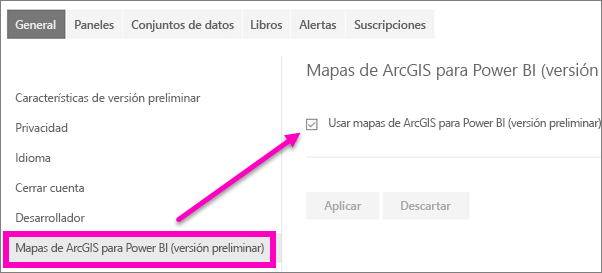 General Paneles Conjuntos de datos Libros Alertas Suscripciones
Características de versión preliminar
Privacidad
Idioma
Cerrar cuenta
Desarrollador
Mapas de ArcGIS para Power BI (versión preliminar)
Mapas de ArcGIS para Power BI (versión
Usar mapas de ArcGIS para Power BI (versión preliminar)
Aplicar Descartar